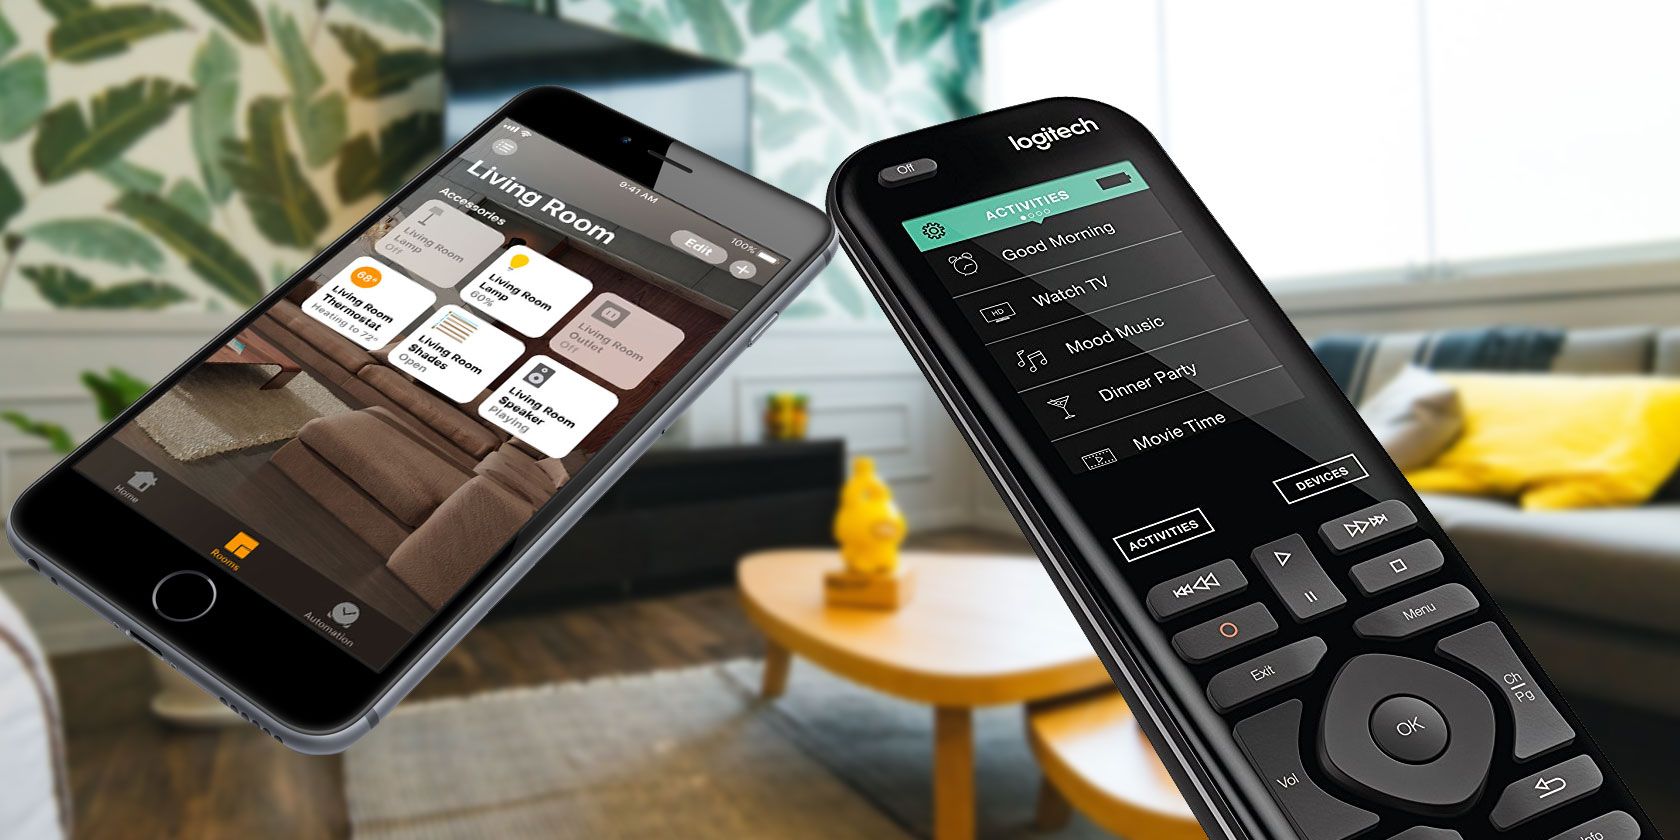 9:41 AM
100%
Living Room
Edit
+
Accessories
Living Room
Lamp
Off
Living Room
Lamp
60%
Living Room
Outlet
Off
68°
Living Room
Thermostat
Heating to 72°
Living Room
Shades
Open
Living Room
Speaker
Playing
Home
Rooms
Automation
logitech
Off
ACTIVITIES
Good Morning
HD
Watch TV
Mood Music
Dinner Party
Movie Time
DEVICES
ACTIVITIES
Menu
Exit
Ch
Pg
OK
Vol
Info